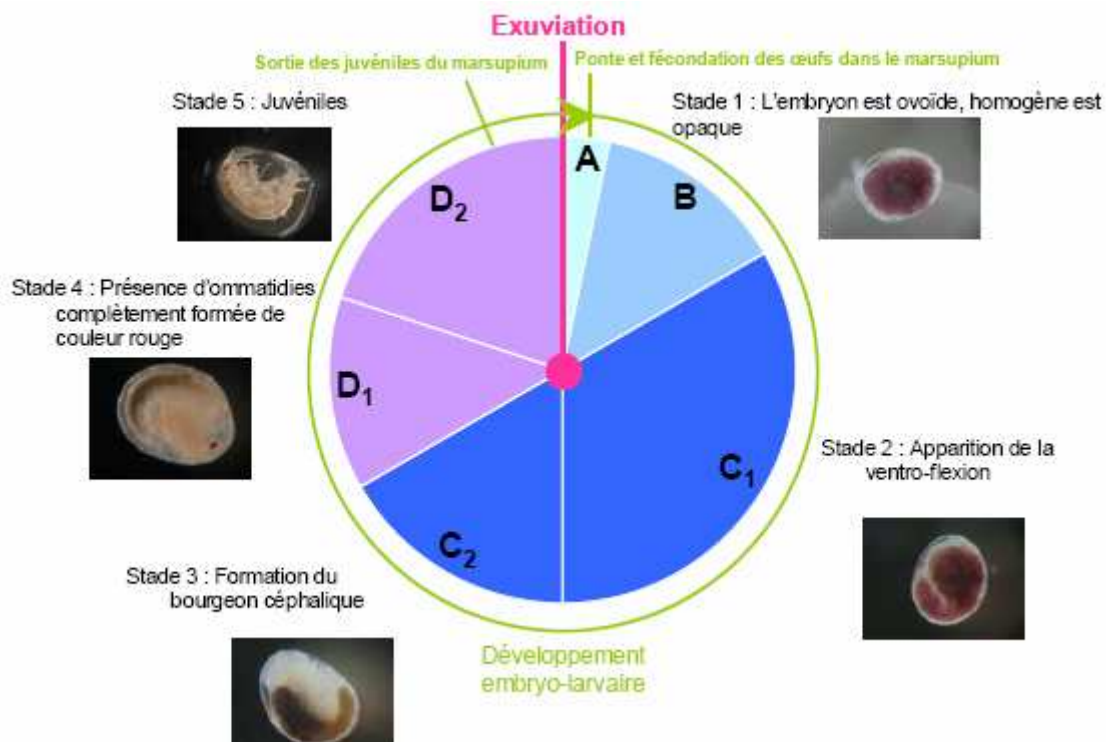 Exuviation
Sortie des juvéniles du marsupium
Ponte et fécondation des œufs dans le marsupium
Stade 5 : Juvéniles
Stade 1 : L'embryon est ovoïde, homogène est
opaque
A
B
D2
Stade 4 : Présence d'ommatidies
complètement formée de
couleur rouge
D1
C1
Stade 2 : Apparition de la
ventro-flexion
C2
Stade 3 : Formation du
bourgeon céphalique
Développement
embryo-larvaire